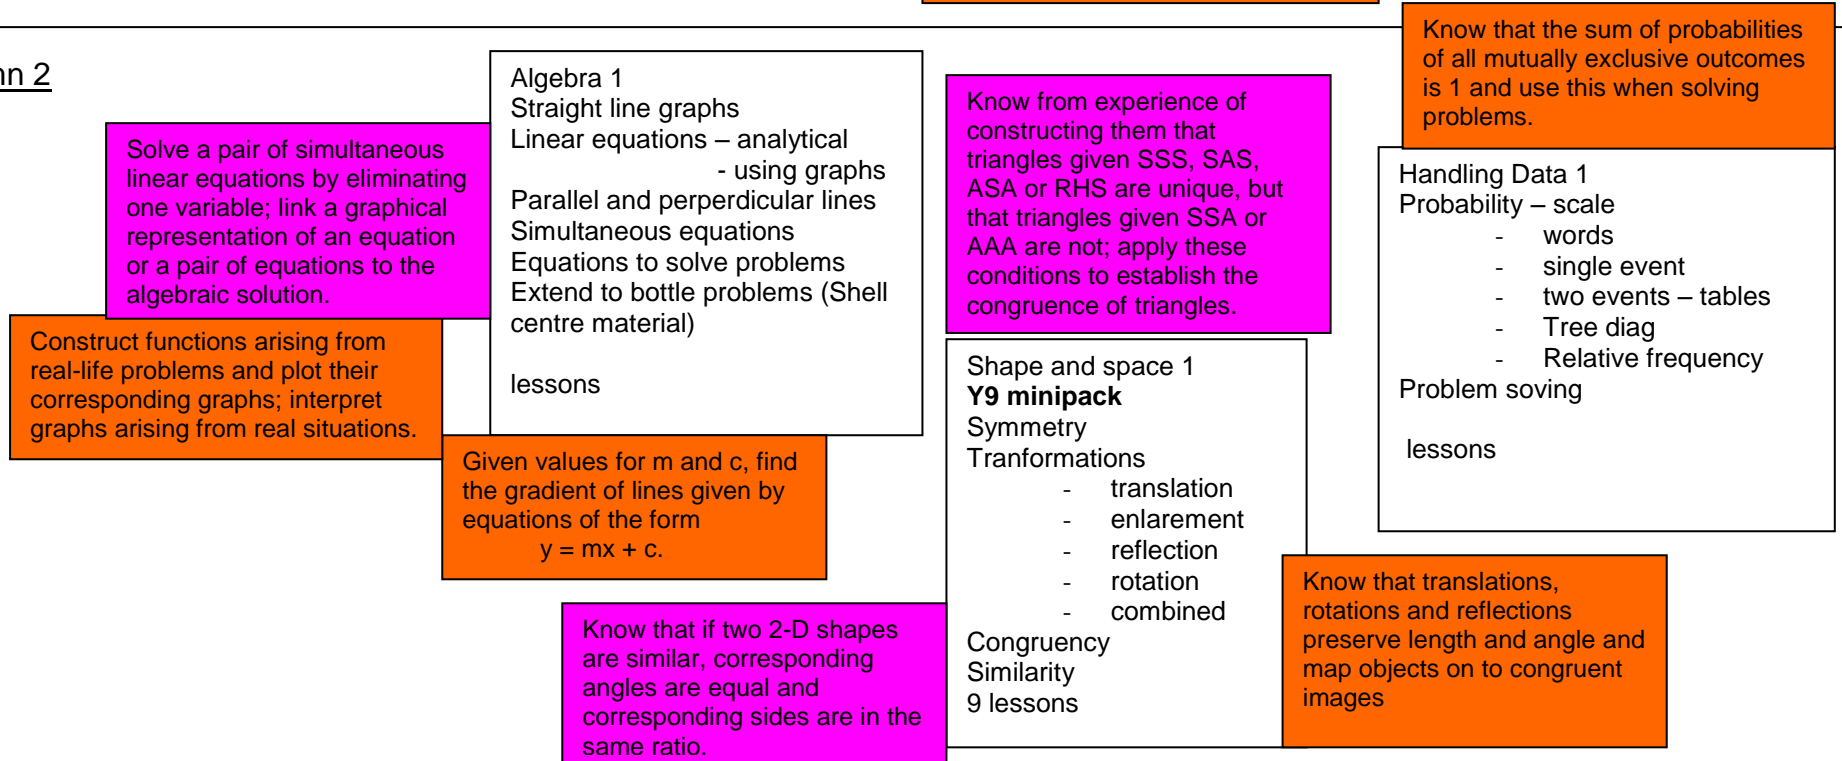 nn 2
Solve a pair of simultaneous
linear equations by eliminating
one variable; link a graphical
representation of an equation
or a pair of equations to the
algebraic solution.
Construct functions arising from
real-life problems and plot their
corresponding graphs; interpret
graphs arising from real situations.
Algebra 1
Straight line graphs
Linear equations – analytical
- using graphs
Parallel and perperdicular lines
Simultaneous equations
Equations to solve problems
Extend to bottle problems (Shell
centre material)
lessons
Given values for m and c, find
the gradient of lines given by
equations of the form
y = mx + c.
Know that if two 2-D shapes
are similar, corresponding
angles are equal and
corresponding sides are in the
same ratio.
Know from experience of
constructing them that
triangles given SSS, SAS,
ASA or RHS are unique, but
that triangles given SSA or
AAA are not; apply these
conditions to establish the
congruence of triangles.
Shape and space 1
Y9 minipack
Symmetry
Tranformations
- translation
- enlarement
- reflection
- rotation
- combined
Congruency
Similarity
9 lessons
Know that the sum of probabilities
of all mutually exclusive outcomes
is 1 and use this when solving
problems.
Handling Data 1
Probability – scale
- words
- single event
- two events – tables
- Tree diag
- Relative frequency
Problem soving
lessons
Know that translations,
rotations and reflections
preserve length and angle and
map objects on to congruent
images